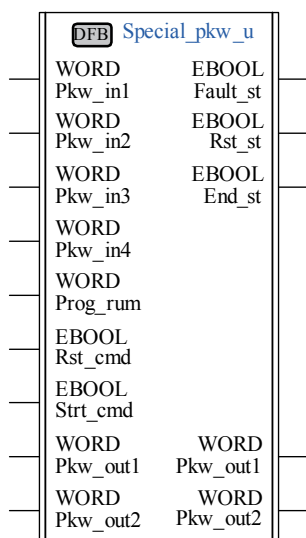 DFB Special_pkw_u
WORD EBOOL
Pkw_in1 Fault_st
WORD EBOOL
Pkw_in2 Rst_st
WORD EBOOL
Pkw_in3 End_st
WORD
Pkw_in4
WORD
Prog_rum
EBOOL
Rst_cmd
EBOOL
Strt_cmd
WORD WORD
Pkw_out1 Pkw_out1
WORD WORD
Pkw_out2 Pkw_out2